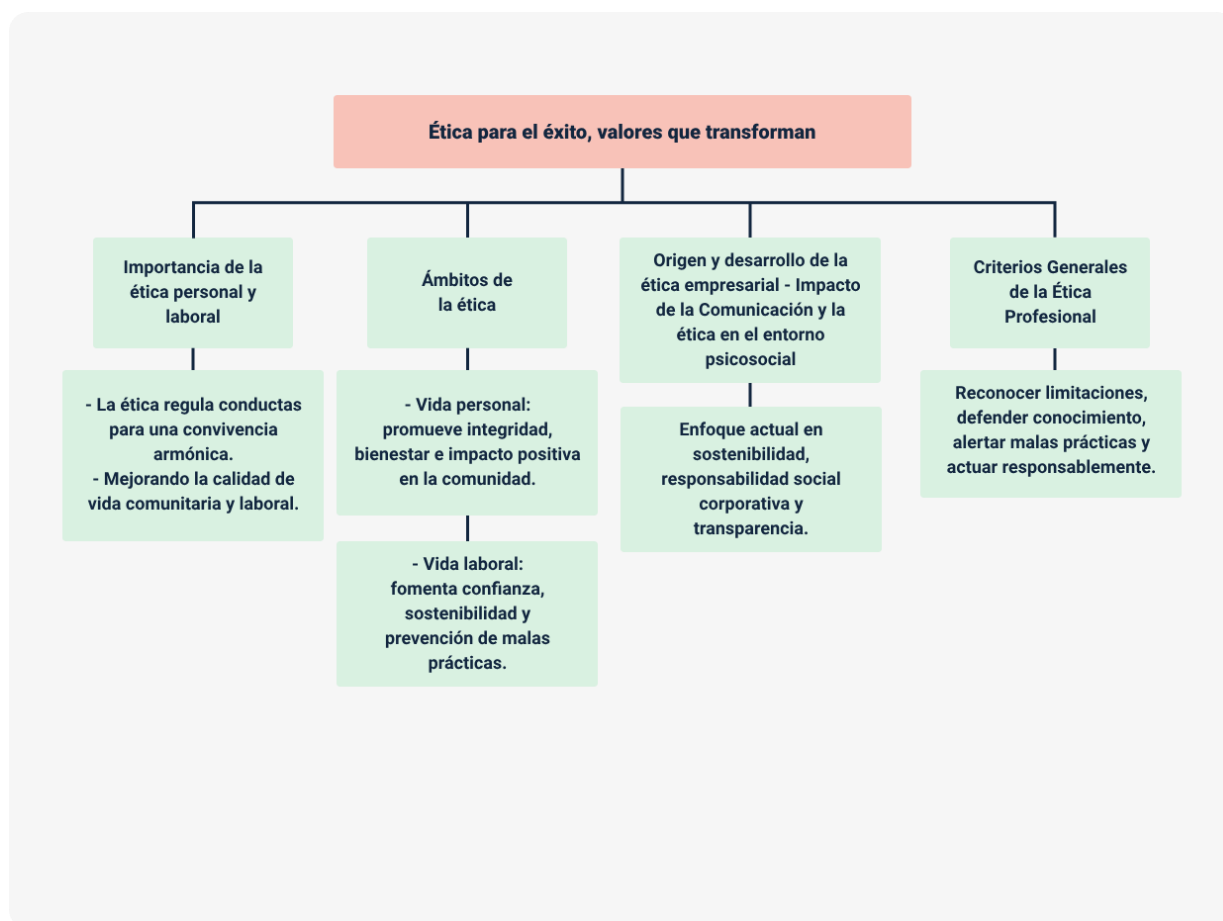 Ética para el éxito, valores que transforman
Importancia de la
ética personal y
laboral
- La ética regula conductas
para una convivencia
armónica.
- Mejorando la calidad de
vida comunitaria y laboral.
Ámbitos de
la ética
- Vida personal:
promueve integridad,
bienestar e impacto positiva
en la comunidad.
- Vida laboral:
fomenta confianza,
sostenibilidad y
prevención de malas
prácticas.
Origen y desarrollo de la
ética empresarial - Impacto
de la Comunicación y la
ética en el entorno
psicosocial
Enfoque actual en
sostenibilidad,
responsabilidad social
corporativa y
transparencia.
Criterios Generales
de la Ética
Profesional
Reconocer limitaciones,
defender conocimiento,
alertar malas prácticas y
actuar responsablemente.